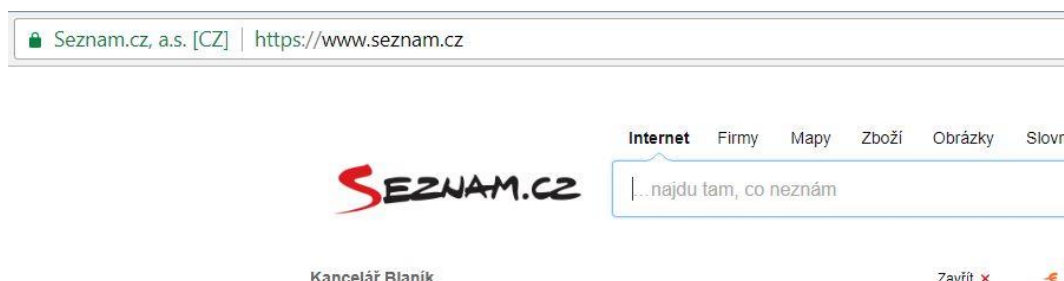 Seznam.cz, a.s. [CZ] | https://www.seznam.cz
Internet Firmy Mapy Zboží Obrázky
SEZNAM.CZ
...najdu tam, co neznám
Kancelář Blaník Zavřít ×